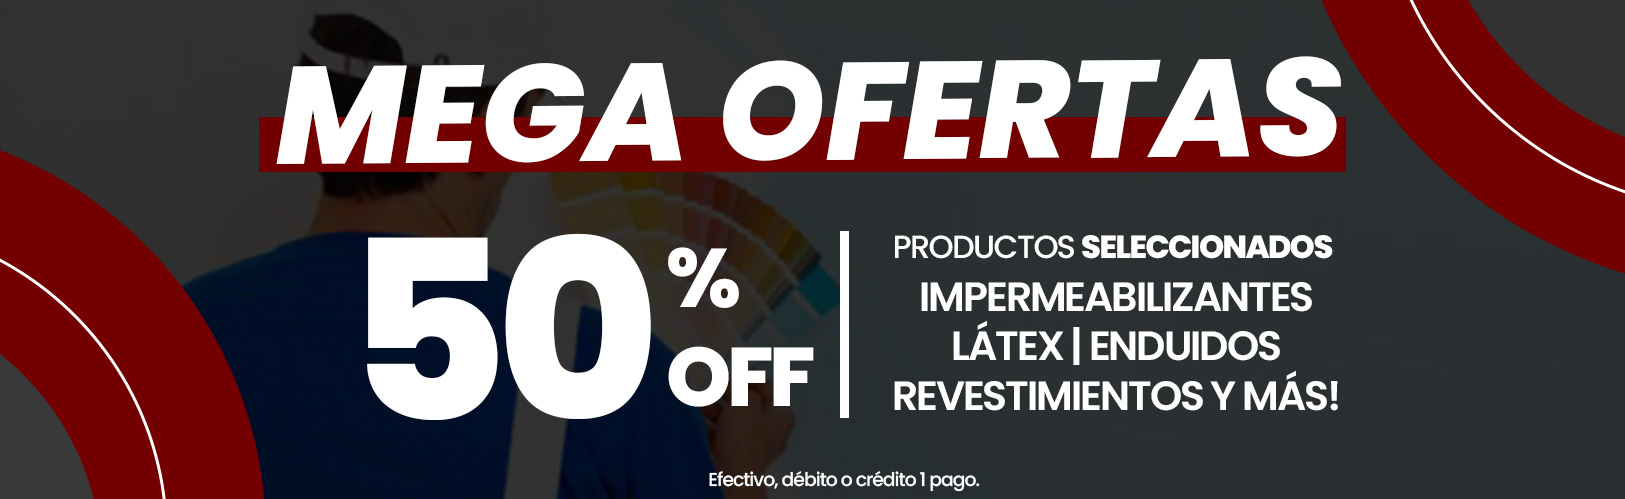 MEGA OFERTAS
50% OFF
PRODUCTOS SELECCIONADOS
IMPERMEABILIZANTES
LÁTEX | ENDUIDOS
REVESTIMIENTOS Y MÁS!
Efectivo, débito o crédito 1 pago.